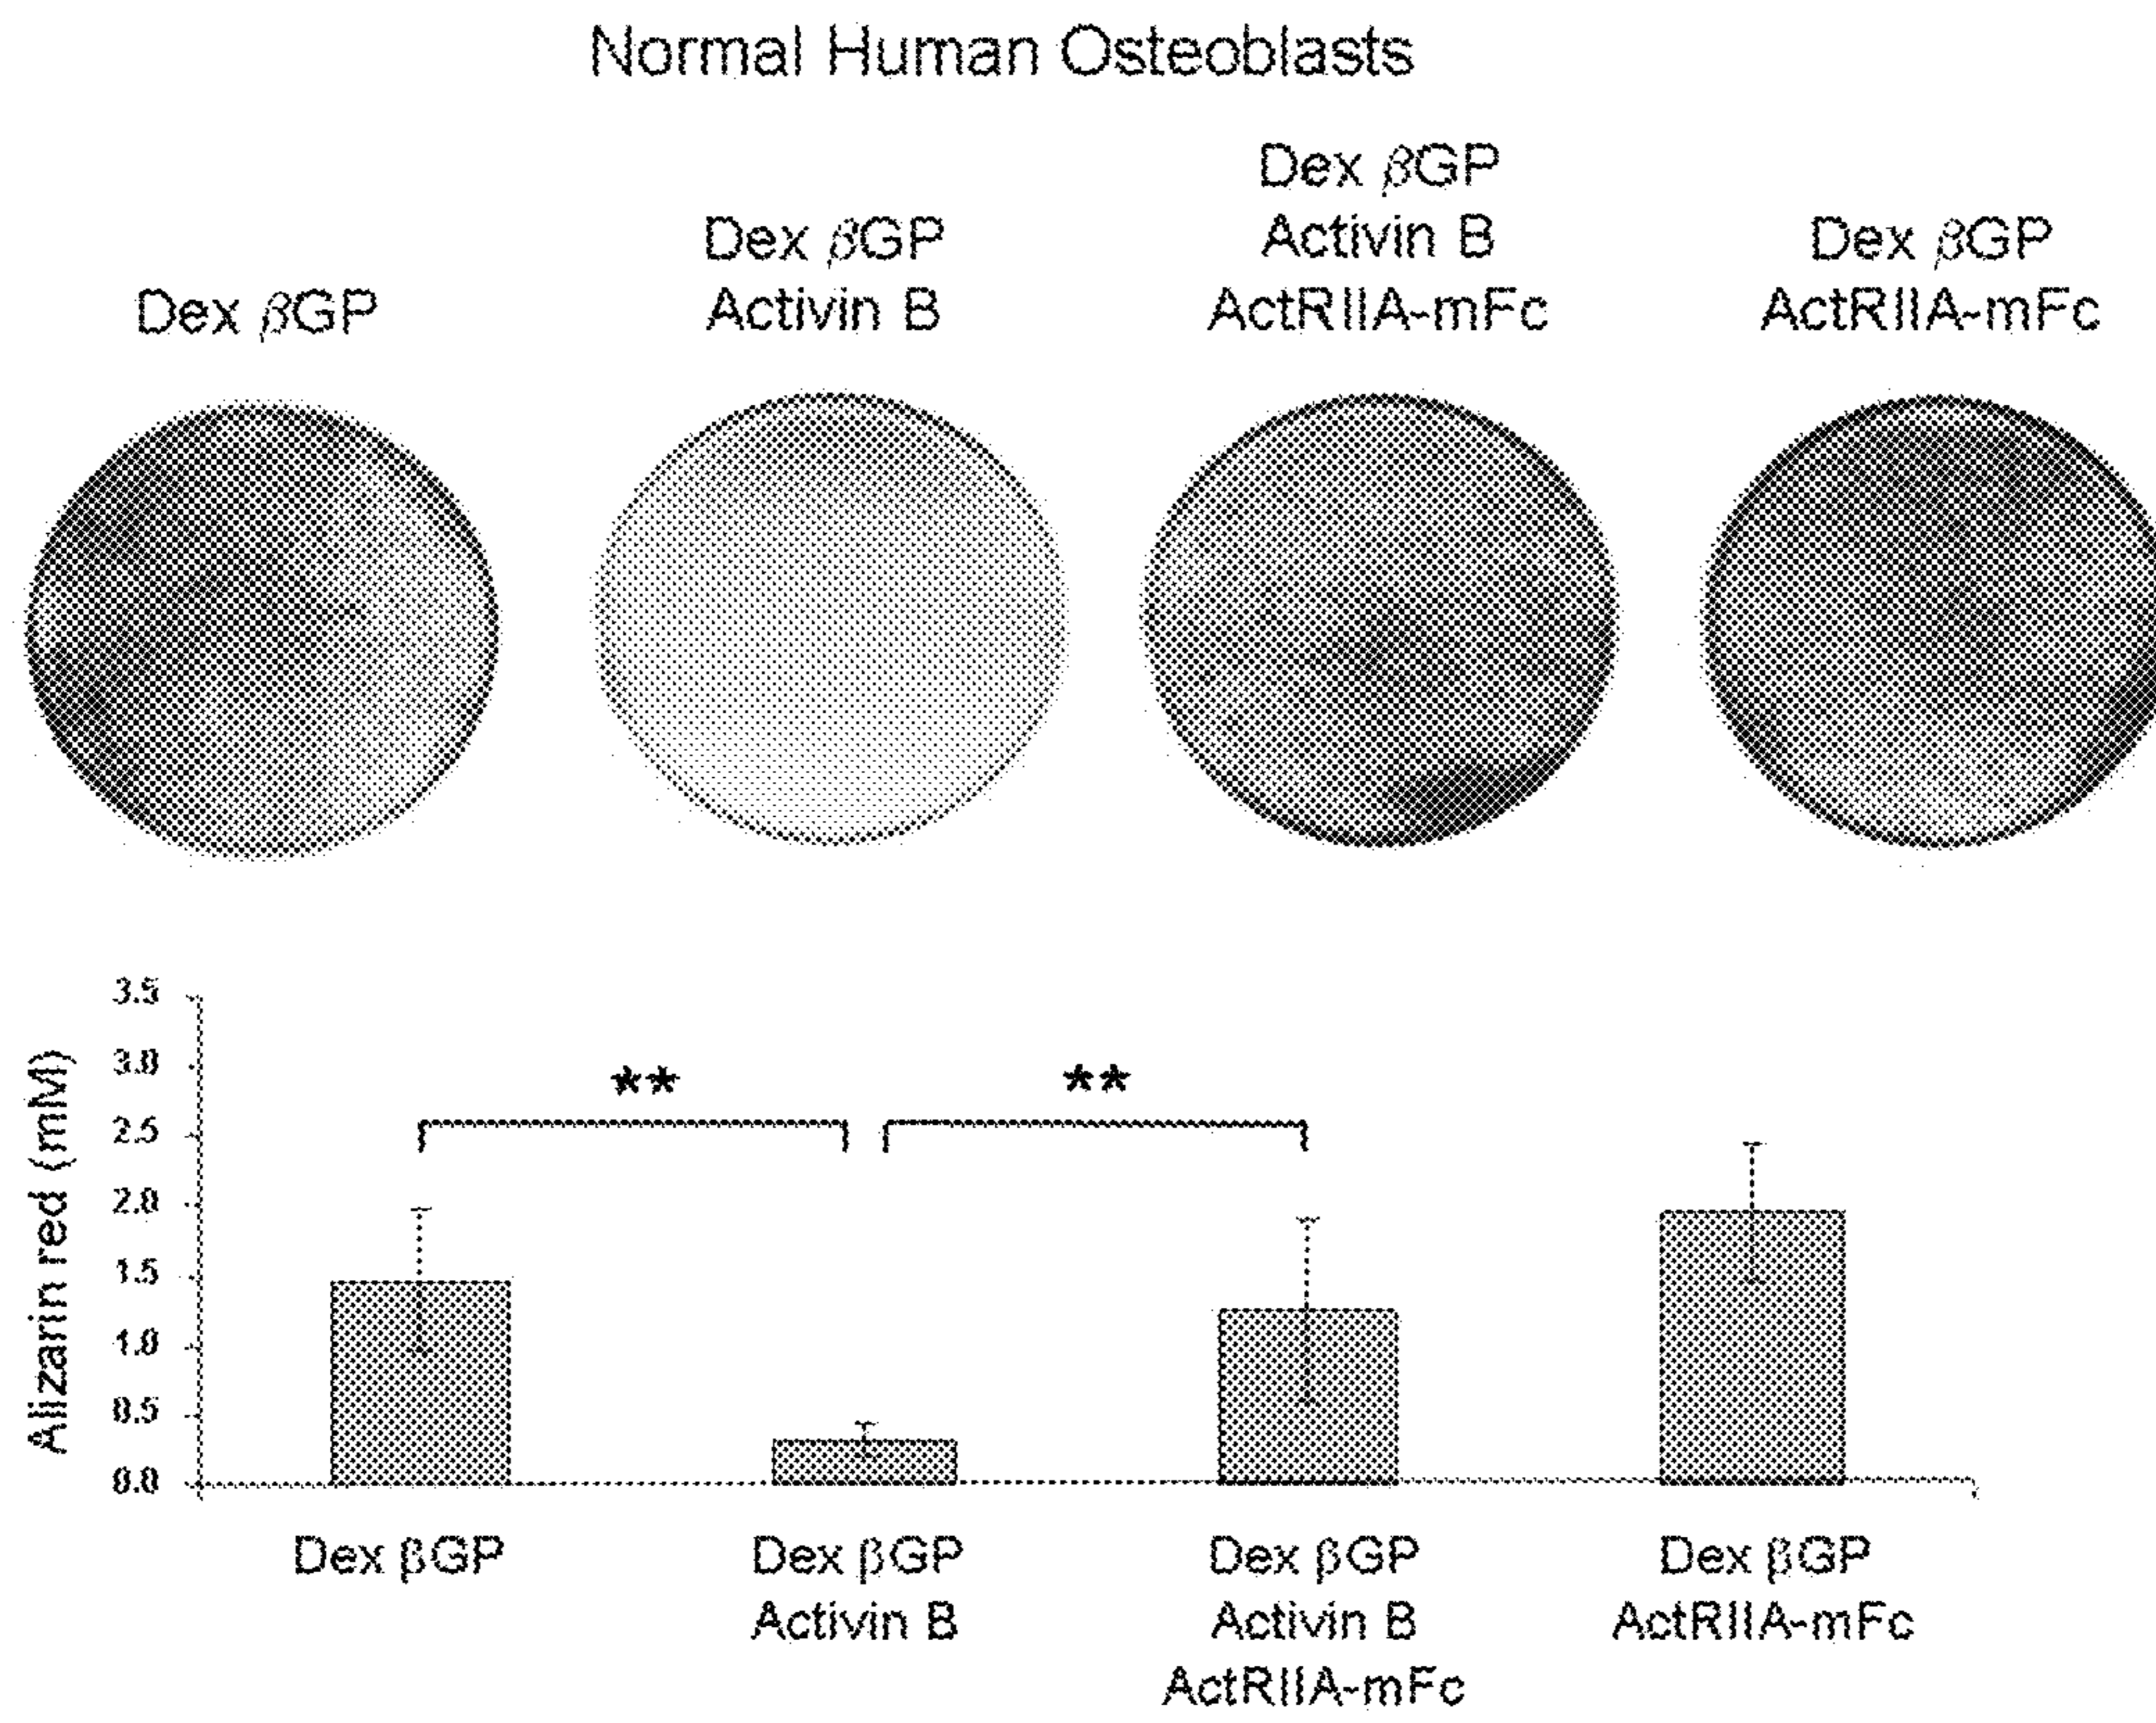 Normal Human Osteoblasts
Dex βGP
Dex βGP
Activin B
Dex βGP
Activin B
ActRIIA-mFc
Dex βGP
ActRIIA-mFc
Alizarin red (mM)
3.5
3.0
2.5
2.0
1.5
1.0
0.5
0.0
**
**
Dex βGP
Dex βGP
Activin B
Dex βGP
Activin B
ActRIIA-mFc
Dex βGP
ActRIIA-mFc